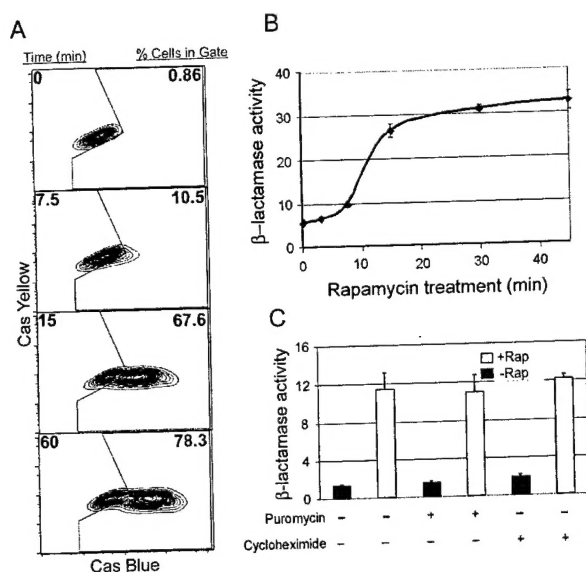 A
Time (min) % Cells in Gate
0 0.86
7.5 10.5
15 67.6
60 78.3
Cas Yellow
Cas Blue
B
β-lactamase activity
40
30
20
10
0
0 10 20 30 40
Rapamycin treatment (min)
C
β-lactamase activity
16
12
8
4
0
+Rap
-Rap
Puromycin - - + + - -
Cycloheximide - - - - + +